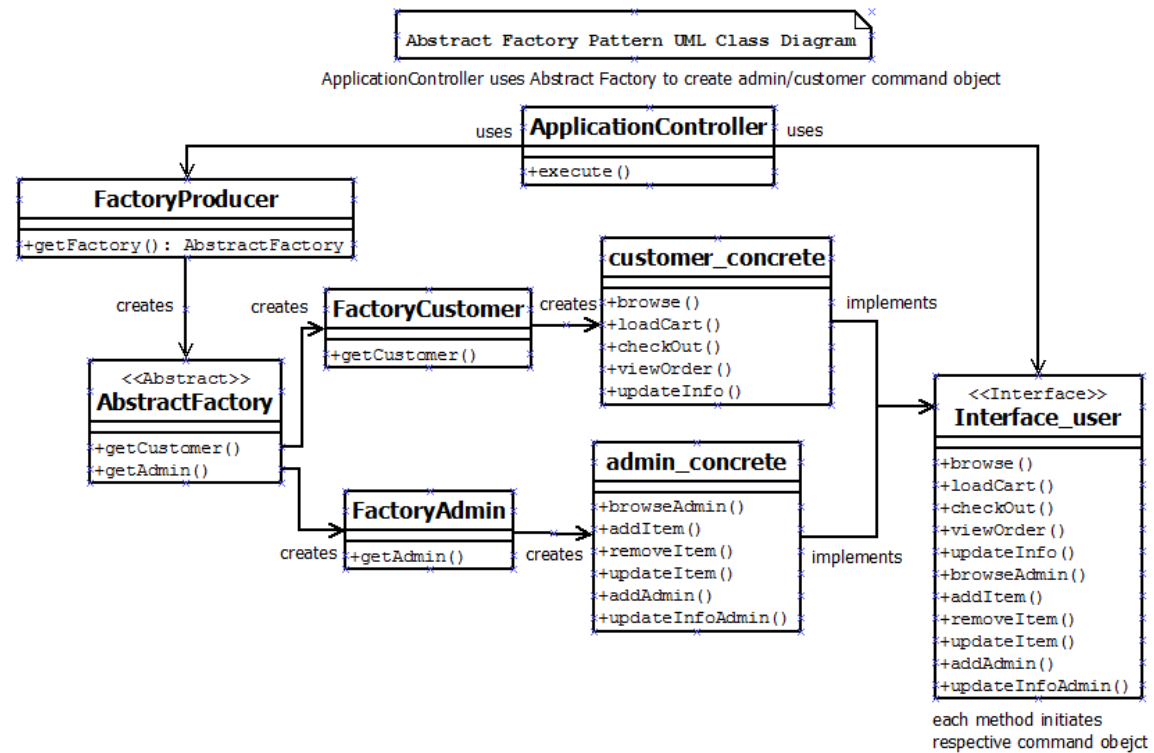 Abstract Factory Pattern UML Class Diagram
ApplicationController uses Abstract Factory to create admin/customer command object
uses
ApplicationController
+execute()
uses
FactoryProducer
+getFactory(): AbstractFactory
creates
<<Abstract>>
AbstractFactory
+getCustomer()
+getAdmin()
creates
FactoryCustomer
+getCustomer()
creates
customer_concrete
+browse()
+loadCart()
+checkOut()
+viewOrder()
+updateInfo()
implements
creates
FactoryAdmin
+getAdmin()
creates
admin_concrete
+browseAdmin()
+addItem()
+removeItem()
+updateItem()
+addAdmin()
+updateInfoAdmin()
implements
<<Interface>>
Interface_user
+browse()
+loadCart()
+checkOut()
+viewOrder()
+updateInfo()
+browseAdmin()
+addItem()
+removeItem()
+updateItem()
+addAdmin()
+updateInfoAdmin()
each method initiates
respective command obejct